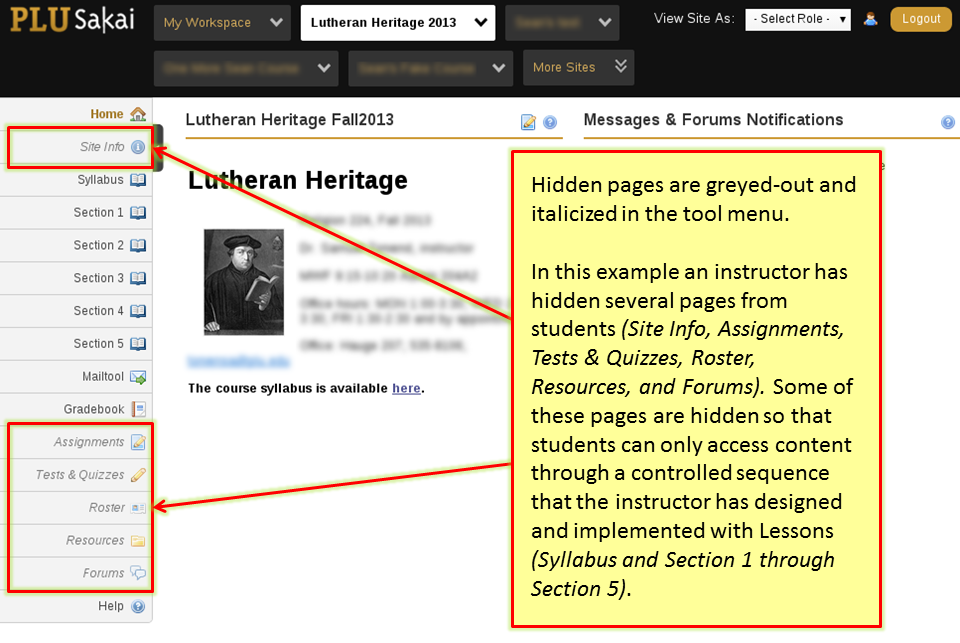 PLU Sakai
My Workspace
Lutheran Heritage 2013
View Site As:
- Select Role -
Logout
More Sites
Home
Site Info
Syllabus
Section 1
Section 2
Section 3
Section 4
Section 5
Mailtool
Gradebook
Assignments
Tests & Quizzes
Roster
Resources
Forums
Help
Lutheran Heritage Fall2013
Lutheran Heritage
The course syllabus is available here.
Messages & Forums Notifications
Hidden pages are greyed-out and
italicized in the tool menu.
In this example an instructor has
hidden several pages from
students (Site Info, Assignments,
Tests & Quizzes, Roster,
Resources, and Forums). Some of
these pages are hidden so that
students can only access content
through a controlled sequence
that the instructor has designed
and implemented with Lessons
(Syllabus and Section 1 through
Section 5).